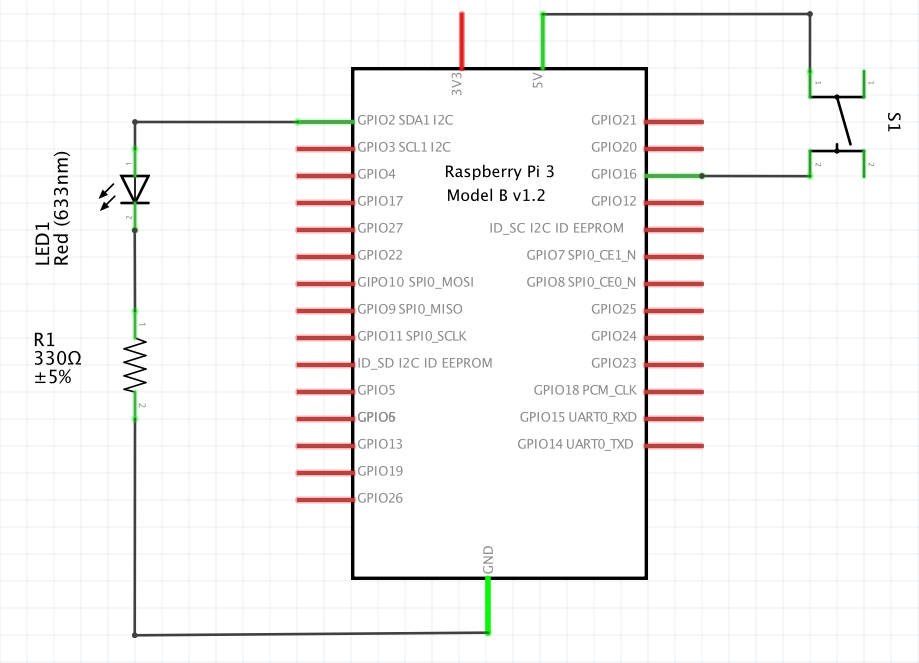 3V3
5V
1
1
S1
2
2
GPIO2 SDA1 I2C
GPIO3 SCL1 I2C
GPIO4
GPIO17
GPIO27
GPIO22
GIPO10 SPI0_MOSI
GPIO9 SPI0_MISO
GPIO11 SPI0_SCLK
ID_SD I2C ID EEPROM
GPIO5
GPIO6
GPIO13
GPIO19
GPIO26
Raspberry Pi 3
Model B v1.2
GPIO21
GPIO20
GPIO16
GPIO12
ID_SC I2C ID EEPROM
GPIO7 SPI0_CE1_N
GPIO8 SPI0_CE0_N
GPIO25
GPIO24
GPIO23
GPIO18 PCM_CLK
GPIO15 UART0_RXD
GPIO14 UART0_TXD
GND
1
2
LED1
Red (633nm)
1
R1
330Ω
±5%
2